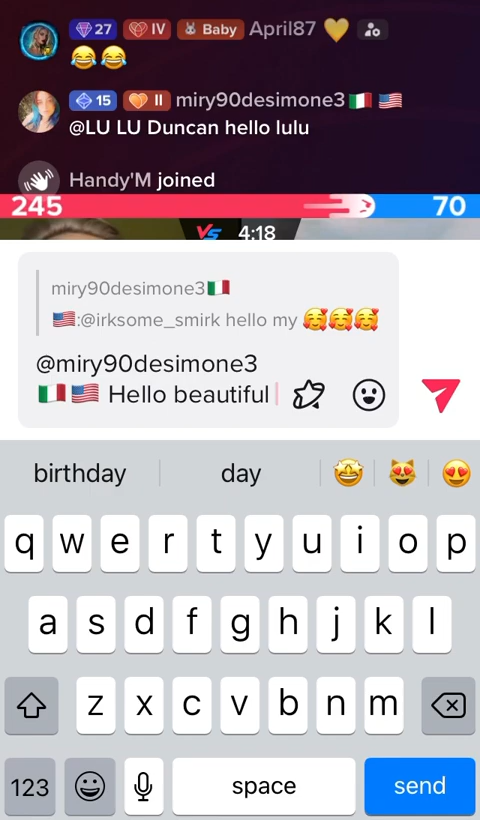 27 IV Baby April87 💛
😂😂
15 II miry90desimone3🇮🇹 🇺🇸
@LU LU Duncan hello lulu
Handy'M joined
245 70
VS 4:18
miry90desimone3🇮🇹
🇺🇸:@irksome_smirk hello my 🥰🥰🥰
@miry90desimone3
🇮🇹 🇺🇸 Hello beautiful
birthday day 🤩 😻 😍
q w e r t y u i o p
a s d f g h j k l
z x c v b n m
123 space send